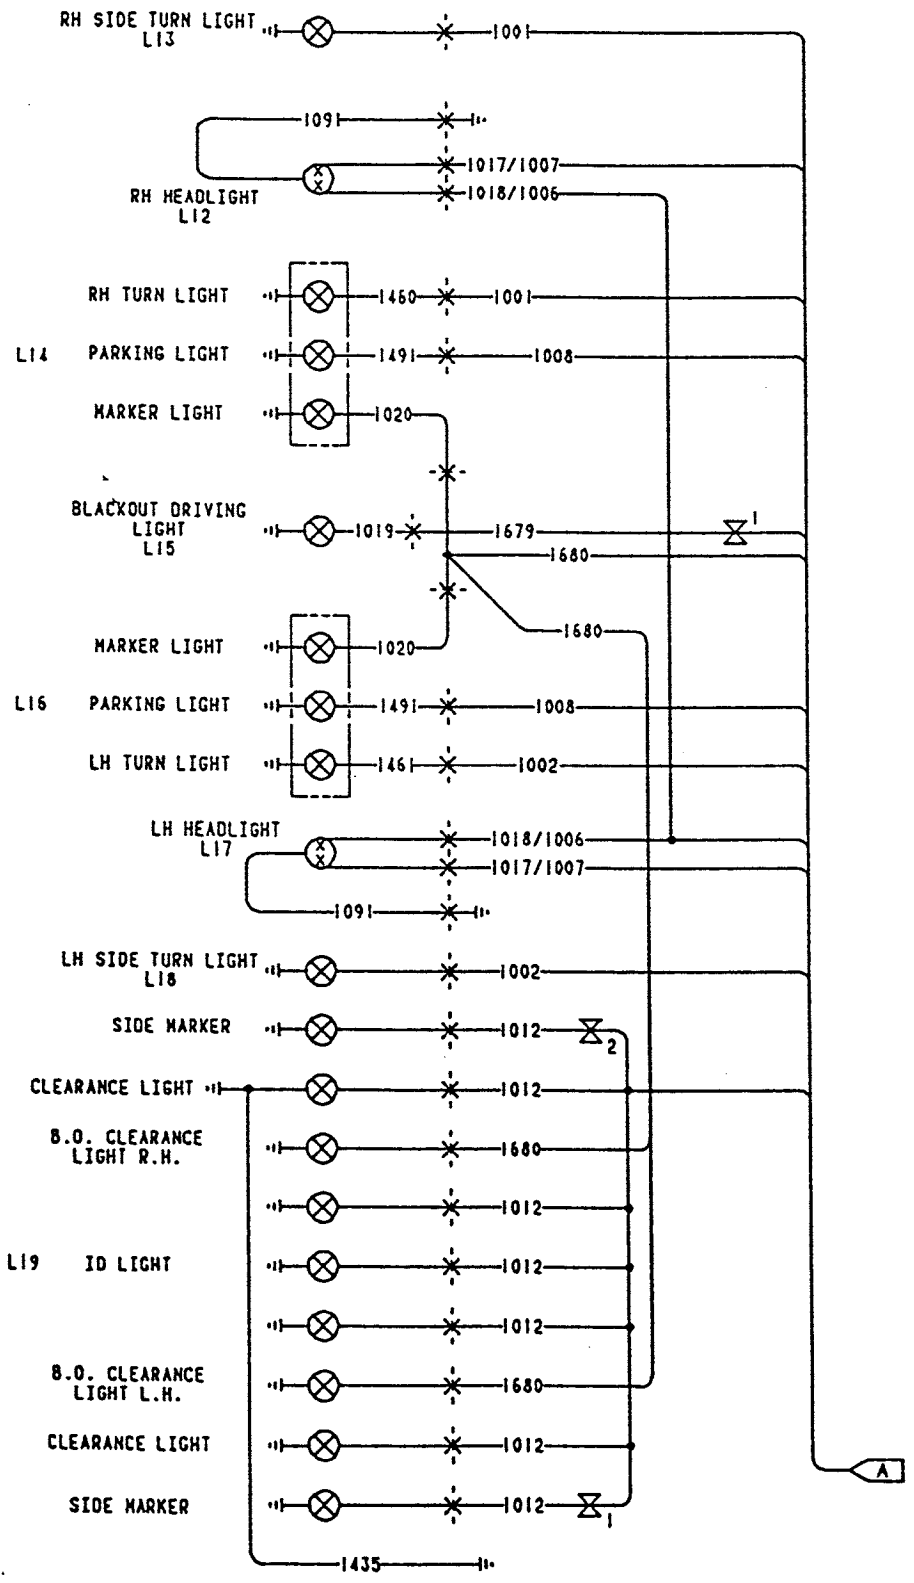 RH SIDE TURN LIGHT
L13
1001
1091
1017/1007
1018/1006
RH HEADLIGHT
L12
RH TURN LIGHT
1460
1001
L14
PARKING LIGHT
1491
1008
MARKER LIGHT
1020
BLACKOUT DRIVING
LIGHT
L15
1019
1679
1
1680
1680
MARKER LIGHT
1020
L16
PARKING LIGHT
1491
1008
LH TURN LIGHT
1461
1002
LH HEADLIGHT
L17
1018/1006
1017/1007
1091
LH SIDE TURN LIGHT
L18
1002
SIDE MARKER
1012
2
CLEARANCE LIGHT
1012
B.O. CLEARANCE
LIGHT R.H.
1680
1012
L19
ID LIGHT
1012
1012
B.O. CLEARANCE
LIGHT L.H.
1680
CLEARANCE LIGHT
1012
A
SIDE MARKER
1012
1
1435